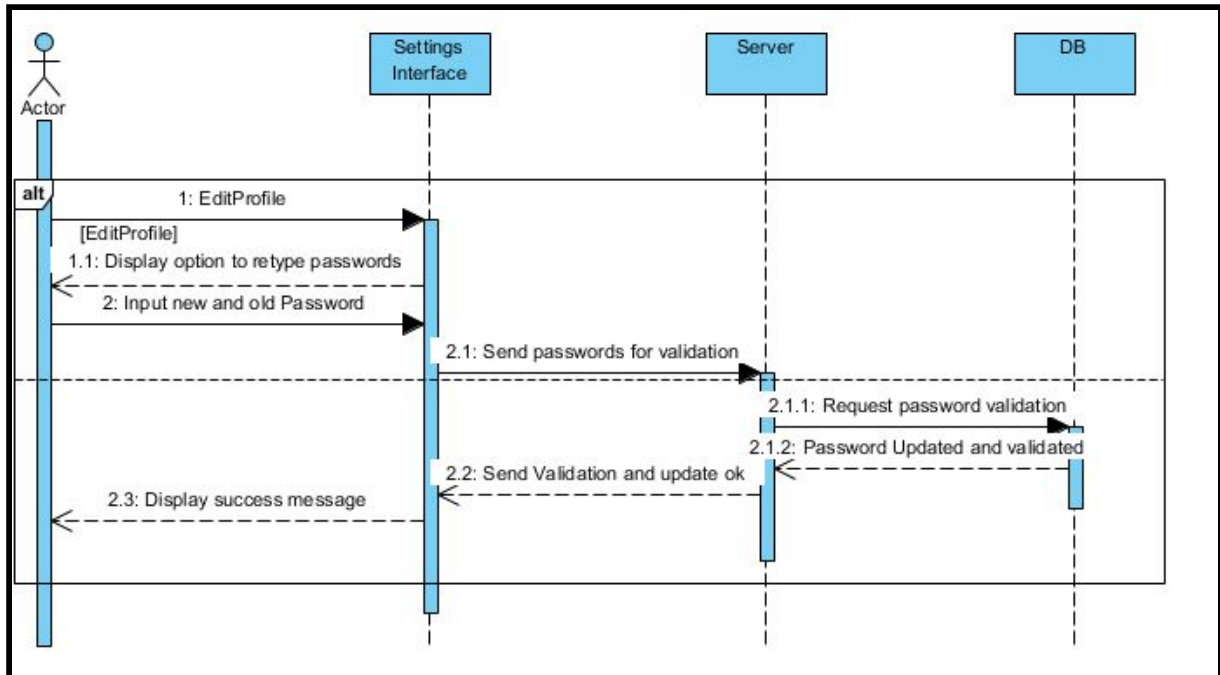 Settings
Interface
Server
DB
Actor
alt
1: EditProfile
[EditProfile]
1.1: Display option to retype passwords
2: Input new and old Password
2.1: Send passwords for validation
2.1.1: Request password validation
2.1.2: Password Updated and validated
2.2: Send Validation and update ok
2.3: Display success message